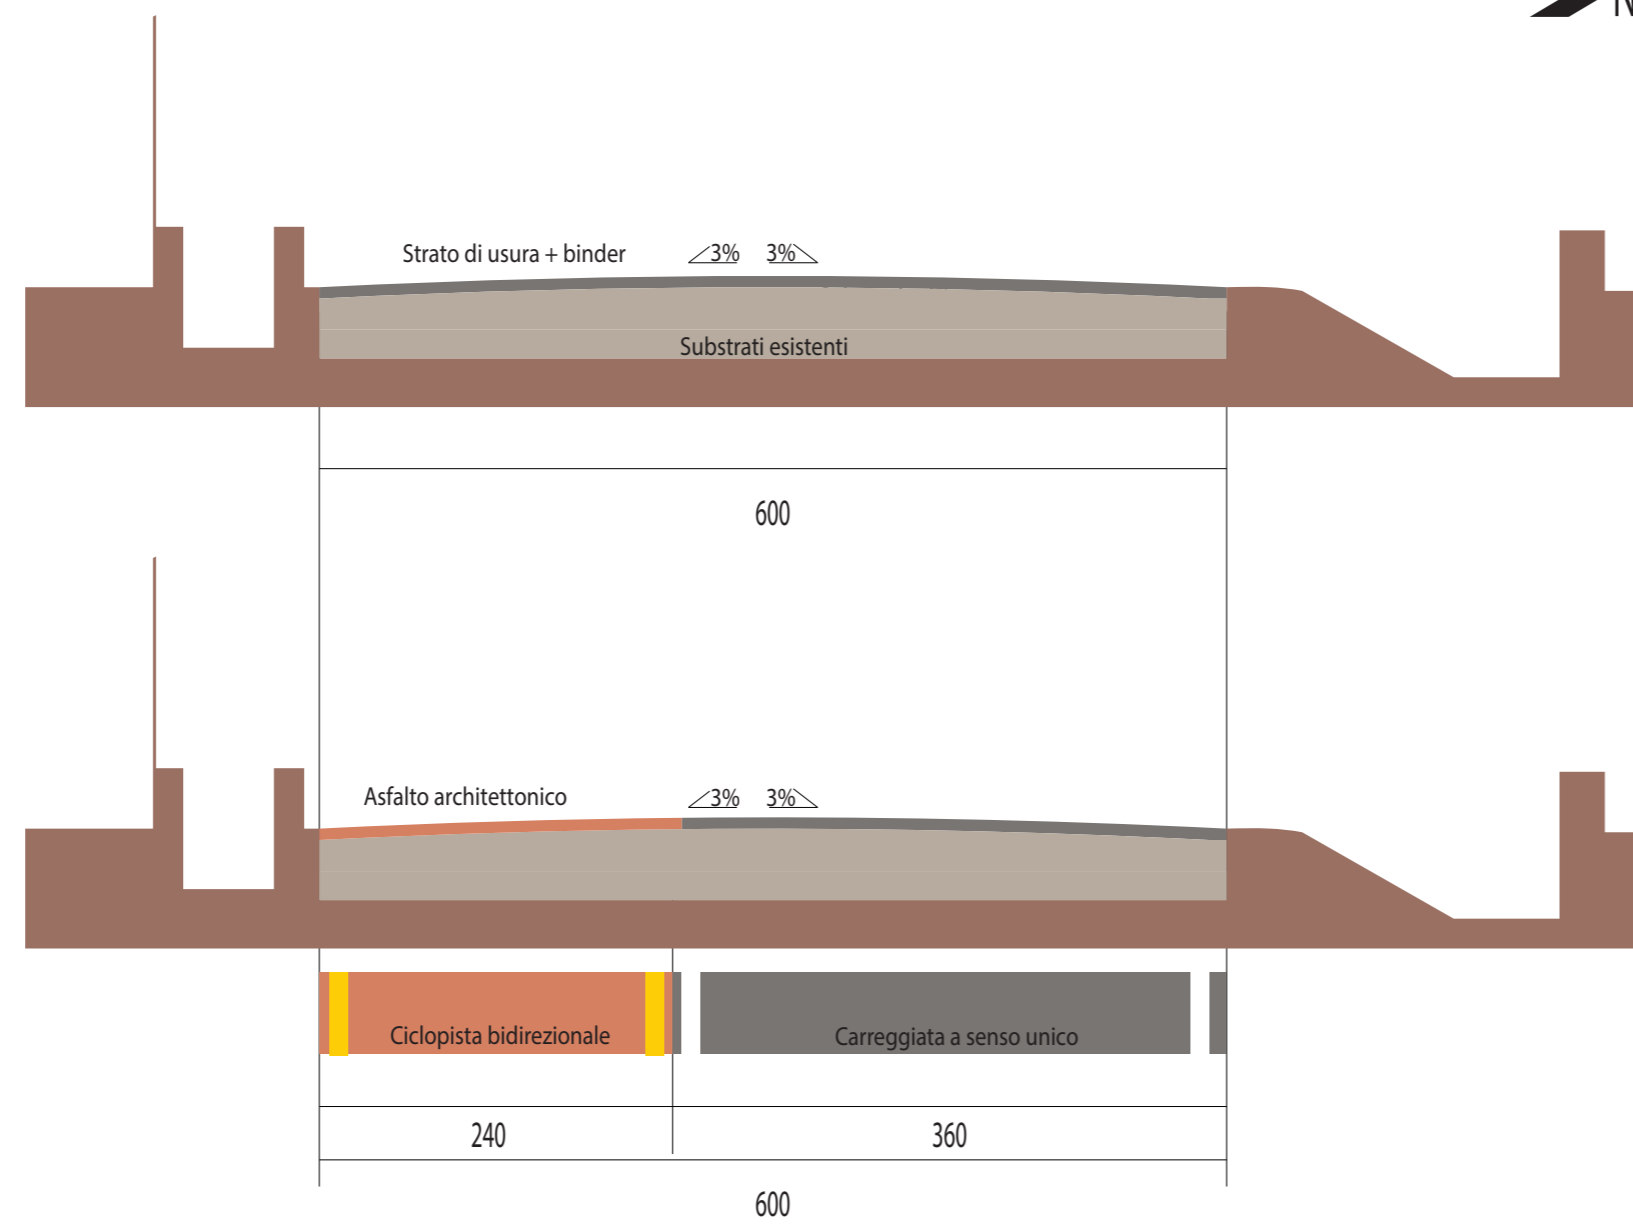 N
Strato di usura + binder
3% 3%
Substrati esistenti
600
Asfalto architettonico
3% 3%
Ciclopista bidirezionale
Carreggiata a senso unico
240
360
600